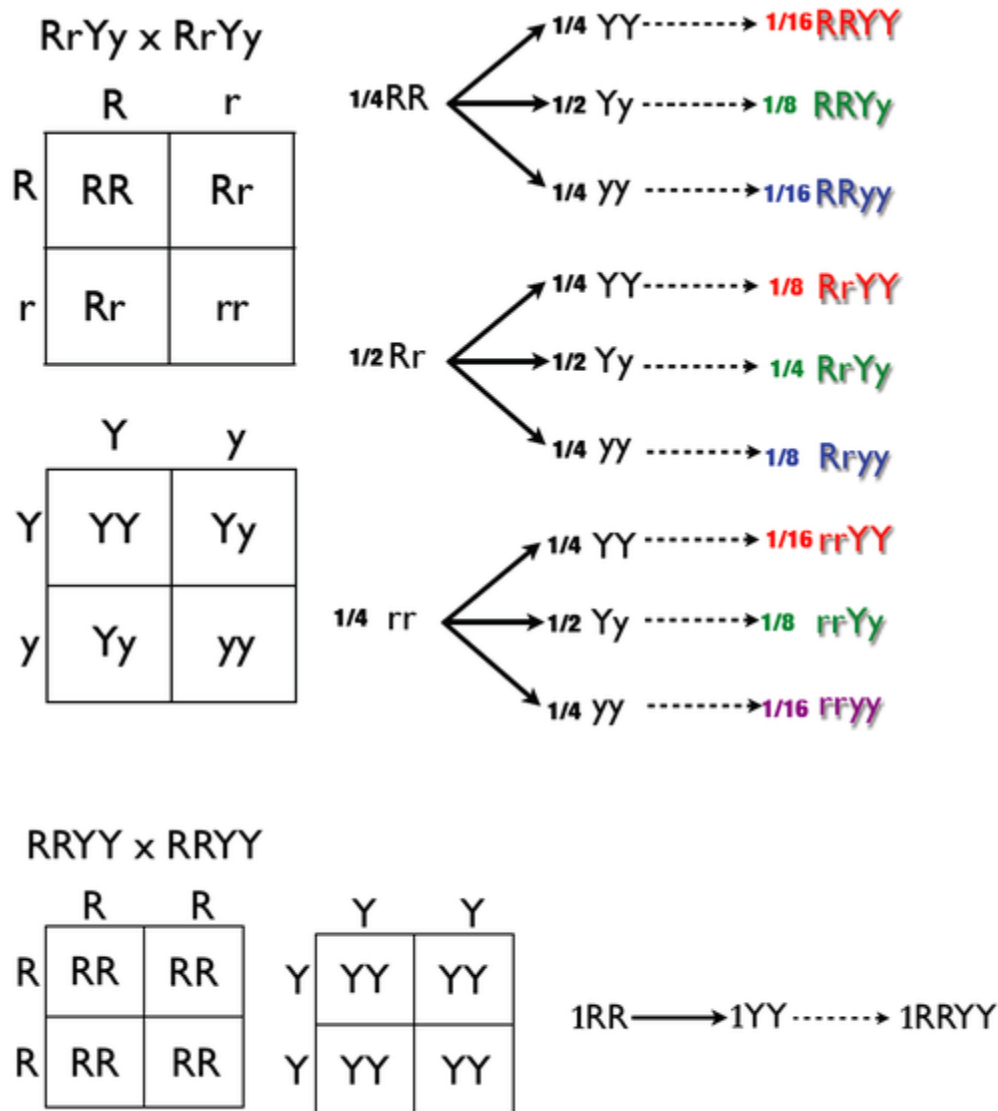 RrYy x RrYy
R r
R RR Rr
r Rr rr
Y y
Y YY Yy
y Yy yy
1/4 RR
1/4 YY 1/16 RRYY
1/2 Yy 1/8 RRYy
1/4 yy 1/16 RRyy
1/2 Rr
1/4 YY 1/8 RrYY
1/2 Yy 1/4 RrYy
1/4 yy 1/8 Rryy
1/4 rr
1/4 YY 1/16 rrYY
1/2 Yy 1/8 rrYy
1/4 yy 1/16 rryy
RRYY x RRYY
R R
R RR RR
R RR RR
Y Y
Y YY YY
Y YY YY
1RR 1YY 1RRYY